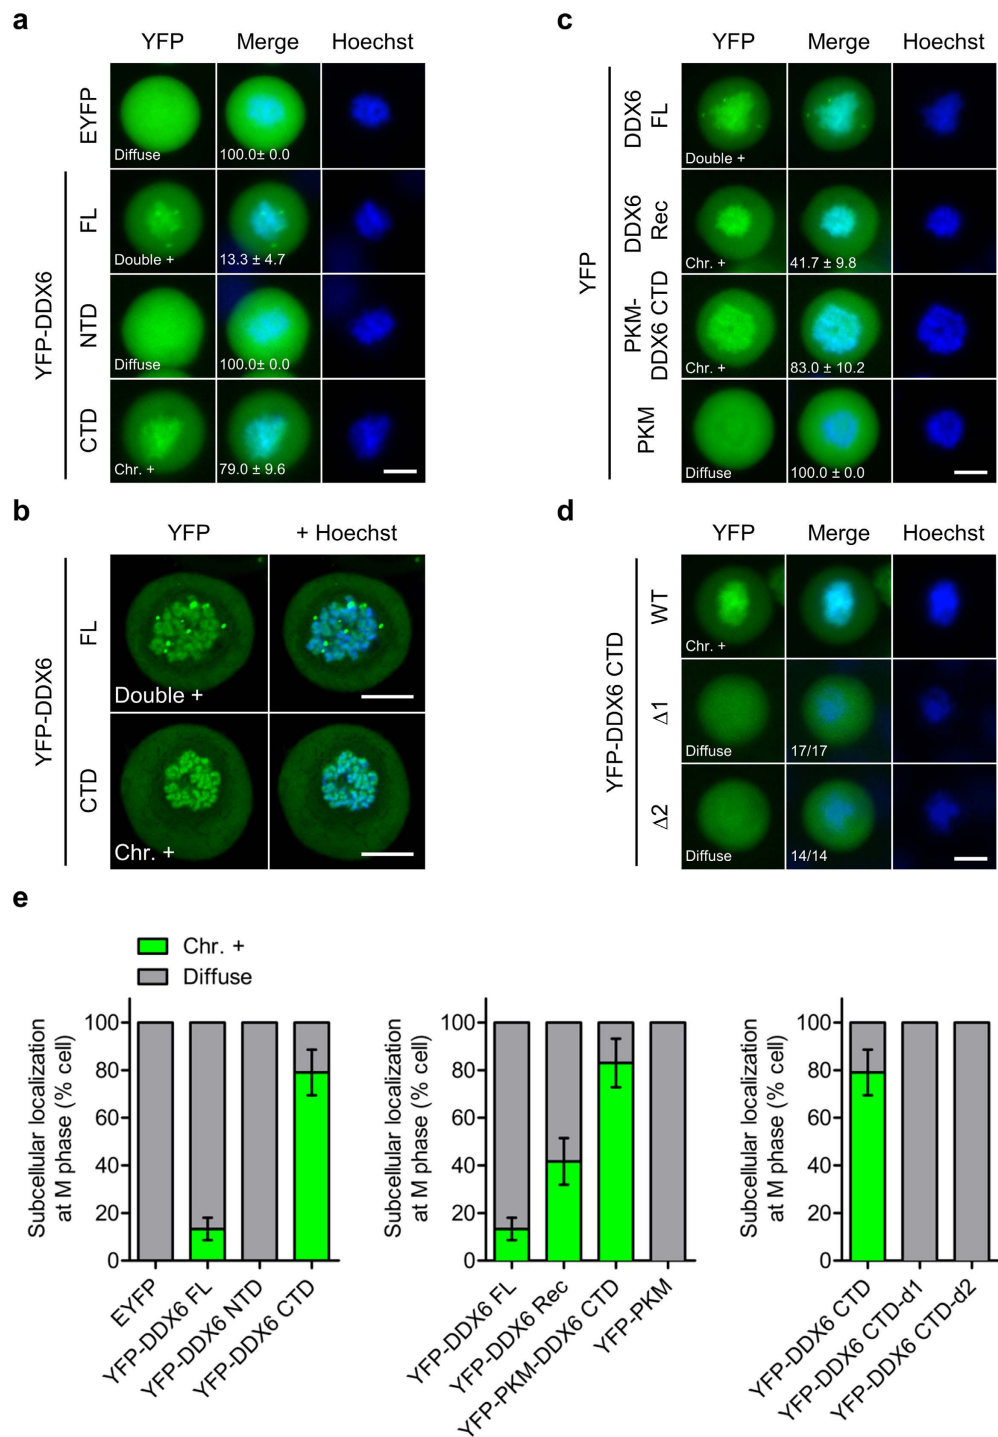 a
YFP Merge Hoechst
EYFP
Diffuse 100.0± 0.0
YFP-DDX6
FL
Double + 13.3 ± 4.7
NTD
Diffuse 100.0± 0.0
CTD
Chr. + 79.0 ± 9.6
b
YFP + Hoechst
YFP-DDX6
FL
Double +
CTD
Chr. +
c
YFP Merge Hoechst
YFP
DDX6
FL
Double +
DDX6
Rec
Chr. + 41.7 ± 9.8
PKM-
DDX6 CTD
Chr. + 83.0 ± 10.2
PKM
Diffuse 100.0 ± 0.0
d
YFP Merge Hoechst
YFP-DDX6 CTD
WT
Chr. +
Δ1
Diffuse 17/17
Δ2
Diffuse 14/14
e
Chr. +
Diffuse
Subcellular localization
at M phase (% cell)
100
80
60
40
20
0
EYFP
YFP-DDX6 FL
YFP-DDX6 NTD
YFP-DDX6 CTD
Subcellular localization
at M phase (% cell)
100
80
60
40
20
0
YFP-DDX6 FL
YFP-DDX6 Rec
YFP-PKM-DDX6 CTD
YFP-PKM
Subcellular localization
at M phase (% cell)
100
80
60
40
20
0
YFP-DDX6 CTD
YFP-DDX6 CTD-d1
YFP-DDX6 CTD-d2